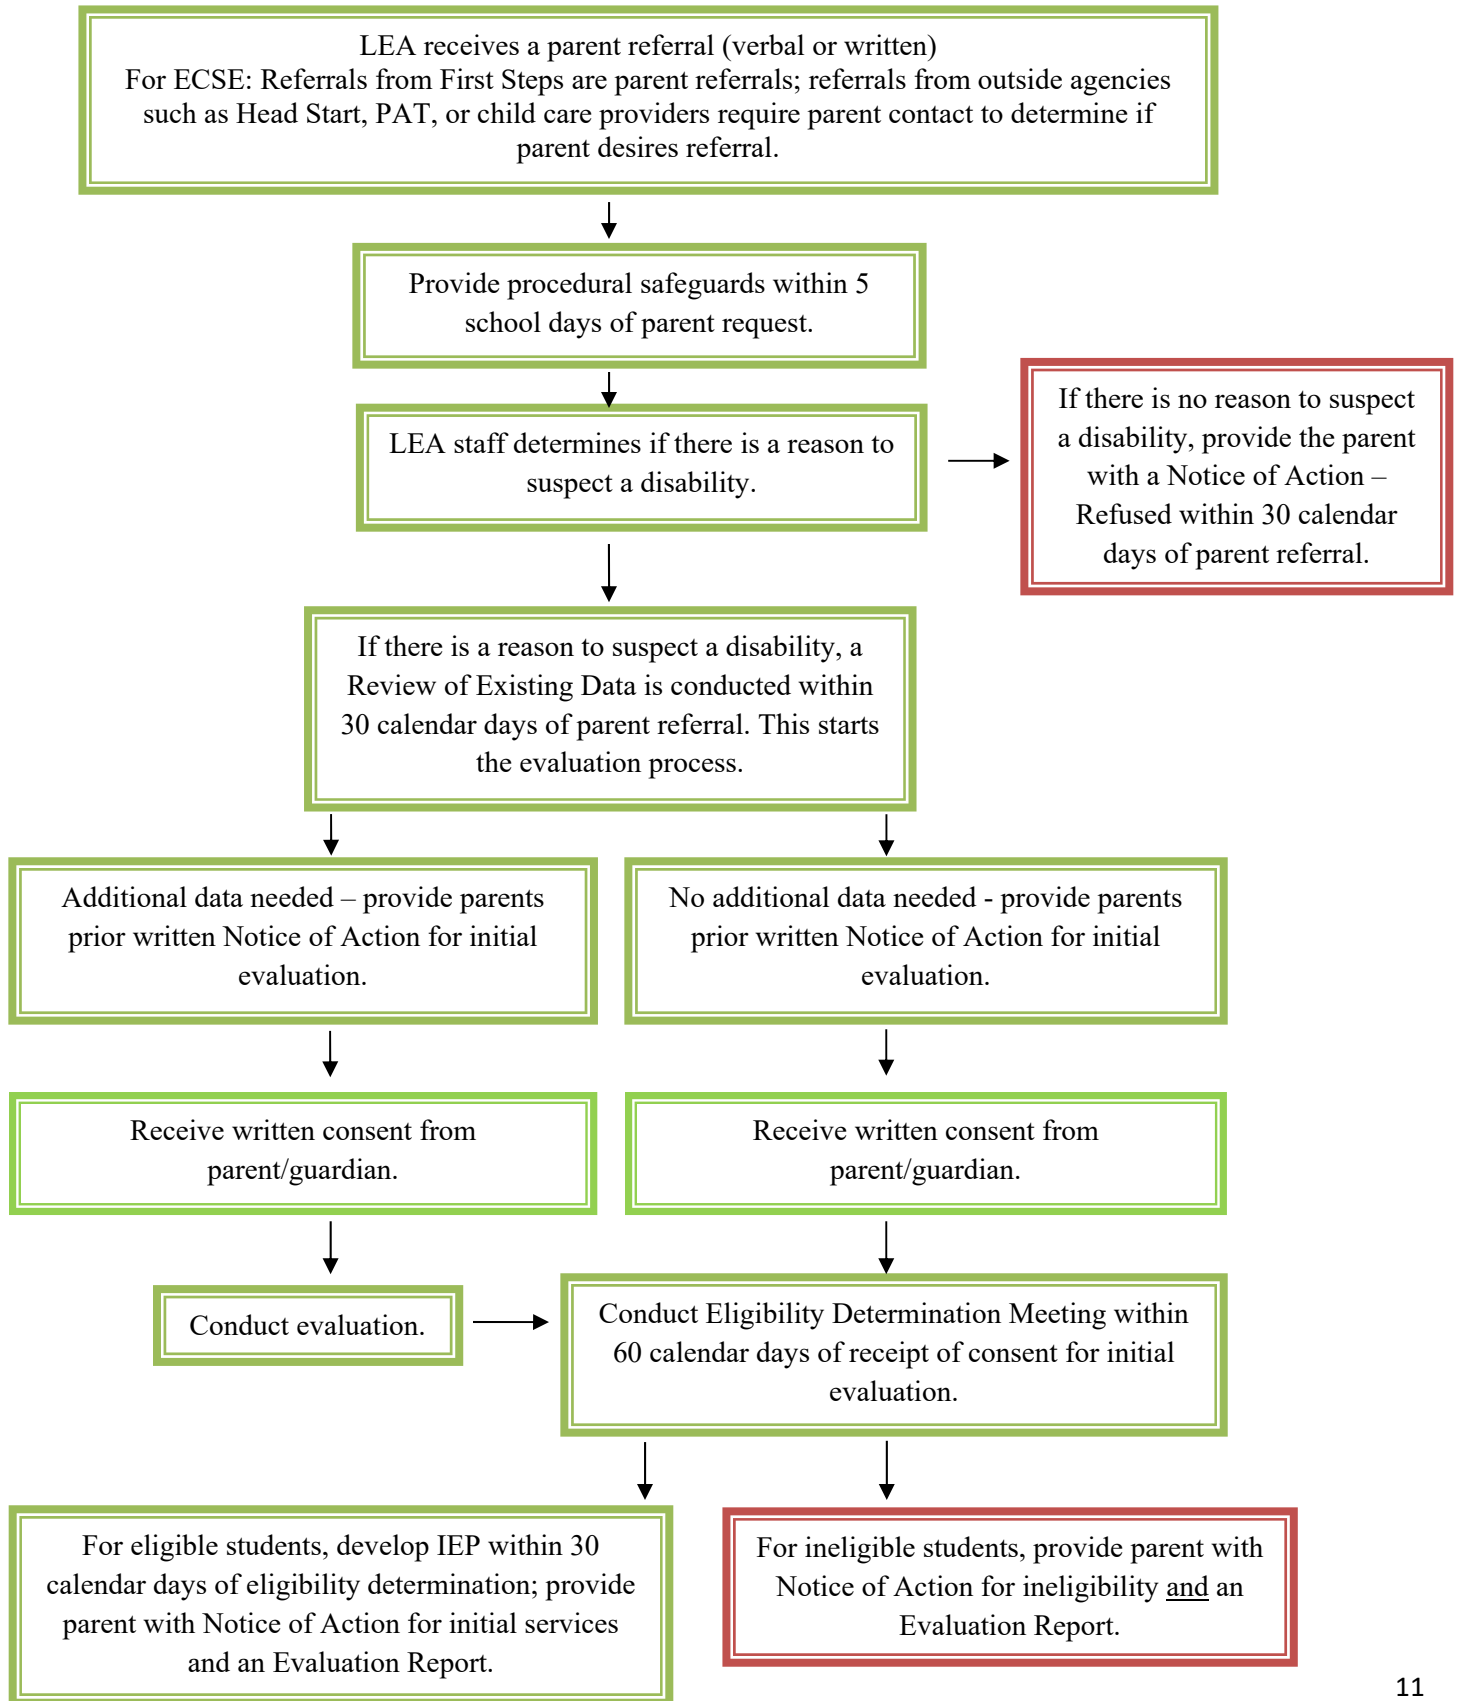 LEA receives a parent referral (verbal or written)
For ECSE: Referrals from First Steps are parent referrals; referrals from outside agencies
such as Head Start, PAT, or child care providers require parent contact to determine if
parent desires referral.
Provide procedural safeguards within 5
school days of parent request.
LEA staff determines if there is a reason to
suspect a disability.
If there is no reason to suspect
a disability, provide the parent
with a Notice of Action –
Refused within 30 calendar
days of parent referral.
If there is a reason to suspect a disability, a
Review of Existing Data is conducted within
30 calendar days of parent referral. This starts
the evaluation process.
Additional data needed – provide parents
prior written Notice of Action for initial
evaluation.
No additional data needed - provide parents
prior written Notice of Action for initial
evaluation.
Receive written consent from
parent/guardian.
Receive written consent from
parent/guardian.
Conduct evaluation.
Conduct Eligibility Determination Meeting within
60 calendar days of receipt of consent for initial
evaluation.
For eligible students, develop IEP within 30
calendar days of eligibility determination; provide
parent with Notice of Action for initial services
and an Evaluation Report.
For ineligible students, provide parent with
Notice of Action for ineligibility and an
Evaluation Report.
11